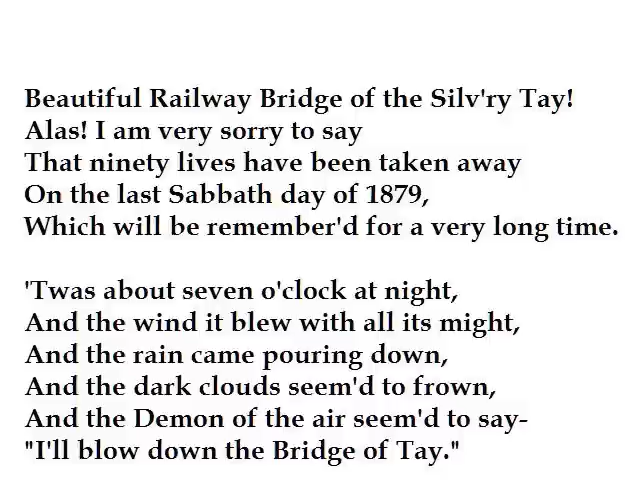 Beautiful Railway Bridge of the Silv'ry Tay!
Alas! I am very sorry to say
That ninety lives have been taken away
On the last Sabbath day of 1879,
Which will be remember'd for a very long time.
'Twas about seven o'clock at night,
And the wind it blew with all its might,
And the rain came pouring down,
And the dark clouds seem'd to frown,
And the Demon of the air seem'd to say-
"I'll blow down the Bridge of Tay."